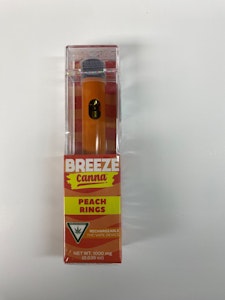 BREEZE
Canna
PEACH
RINGS
RECHARGEABLE
NET WT. 1000 mg